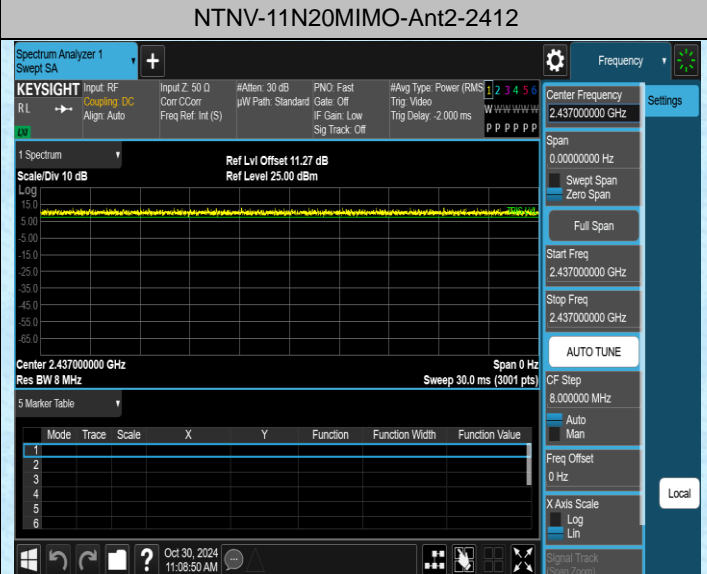 NTNV-11N20MIMO-Ant2-2412
Spectrum Analyzer 1
Swept SA
+
Frequency
KEYSIGHT
RL
LXI
Input: RF
Coupling: DC
Align: Auto
Input Z: 50 Ω
Corr CCorr
Freq Ref: Int (S)
#Atten: 30 dB
µW Path: Standard
PNO: Fast
Gate: Off
IF Gain: Low
Sig Track: Off
#Avg Type: Power (RMS
Trig: Video
Trig Delay: -2.000 ms
1 2 3 4 5 6
W W W W W W
P P P P P P
1 Spectrum
Scale/Div 10 dB
Ref Lvl Offset 11.27 dB
Ref Level 25.00 dBm
Log
15.0
5.00
-5.00
-15.0
-25.0
-35.0
-45.0
-55.0
-65.0
Center 2.437000000 GHz
Span 0 Hz
Res BW 8 MHz
Sweep 30.0 ms (3001 pts)
5 Marker Table
Mode Trace Scale X Y Function Function Width Function Value
1
2
3
4
5
6
?
Oct 30, 2024
11:08:50 AM
Center Frequency
2.437000000 GHz
Span
0.00000000 Hz
Swept Span
Zero Span
Full Span
Start Freq
2.437000000 GHz
Stop Freq
2.437000000 GHz
AUTO TUNE
CF Step
8.000000 MHz
Auto
Man
Freq Offset
0 Hz
X Axis Scale
Log
Lin
Signal Track
(Span Zoom)
Settings
Local